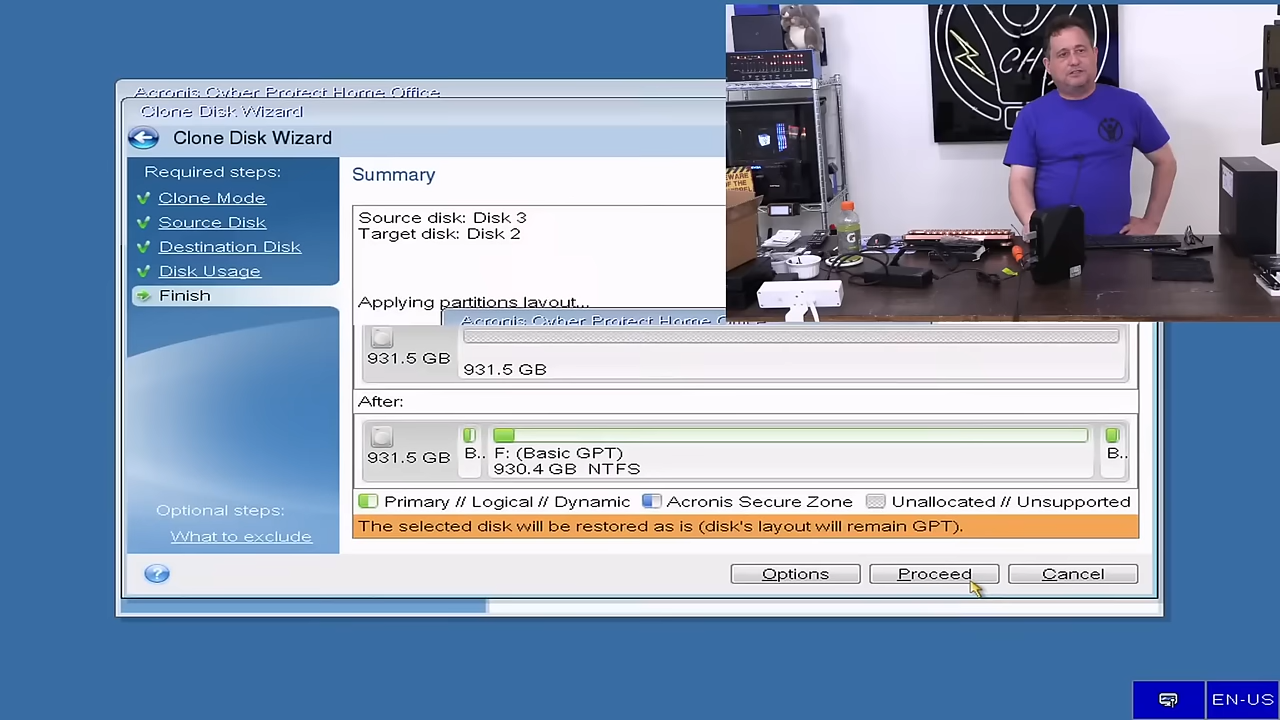 Acronis Cyber Protect Home Office
Clone Disk Wizard
Clone Disk Wizard
Required steps:
Clone Mode
Source Disk
Destination Disk
Disk Usage
Finish
Optional steps:
What to exclude
Summary
Source disk: Disk 3
Target disk: Disk 2
Applying partitions layout...
Acronis Cyber Protect Home Office
931.5 GB
931.5 GB
After:
931.5 GB
B..
F: (Basic GPT)
930.4 GB NTFS
B..
Primary // Logical // Dynamic
Acronis Secure Zone
Unallocated // Unsupported
The selected disk will be restored as is (disk's layout will remain GPT).
?
Options
Proceed
Cancel
EN-US
CH
G